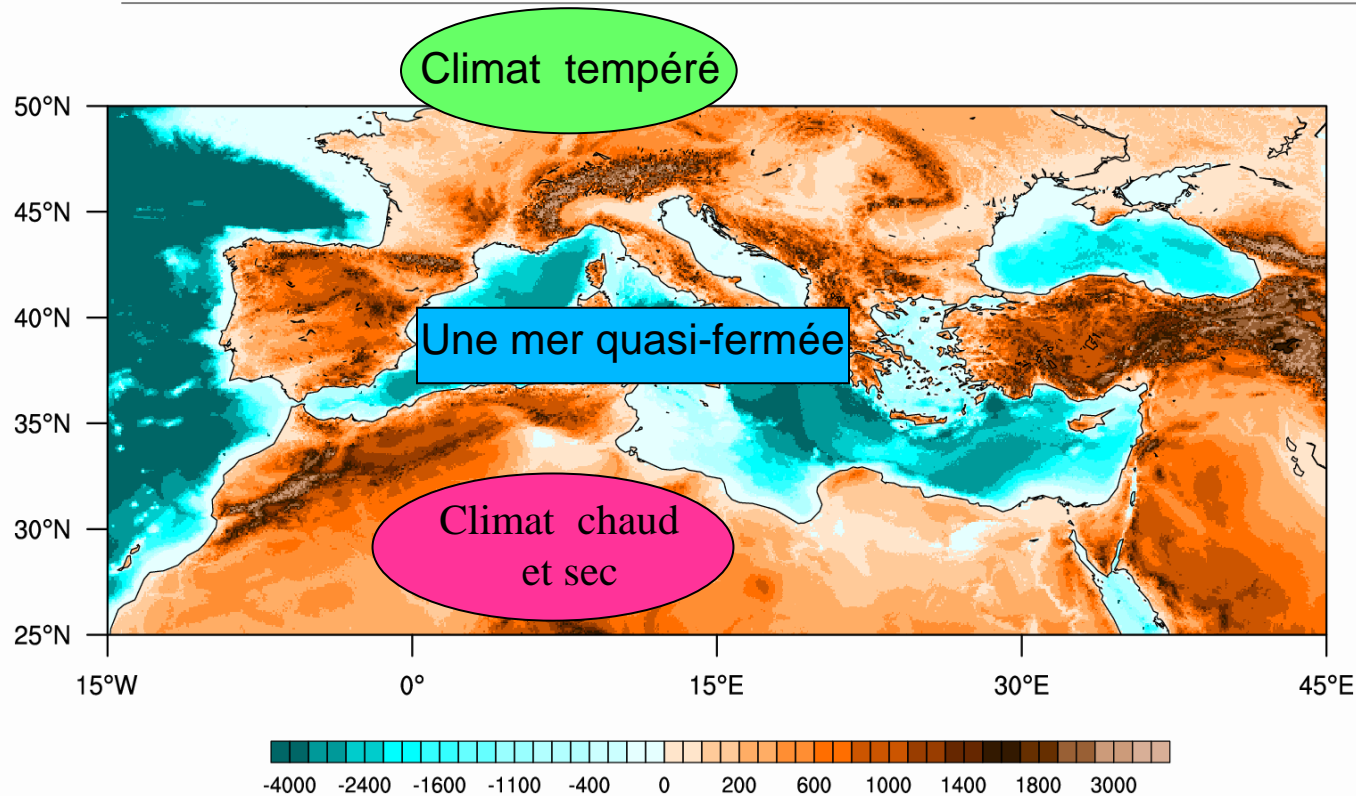 Climat tempéré
50°N
45°N
40°N
Une mer quasi-fermée
35°N
Climat chaud
et sec
30°N
25°N
15°W 0° 15°E 30°E 45°E
-4000 -2400 -1600 -1100 -400 0 200 600 1000 1400 1800 3000